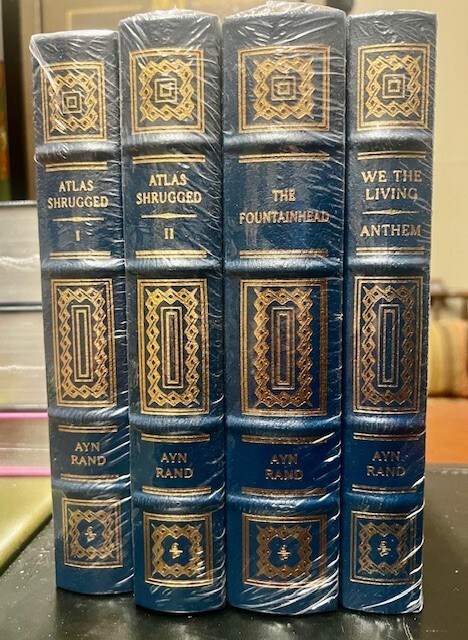 ATLAS
SHRUGGED
I
AYN
RAND
ATLAS
SHRUGGED
II
AYN
RAND
THE
FOUNTAINHEAD
AYN
RAND
WE THE
LIVING
ANTHEM
AYN
RAND